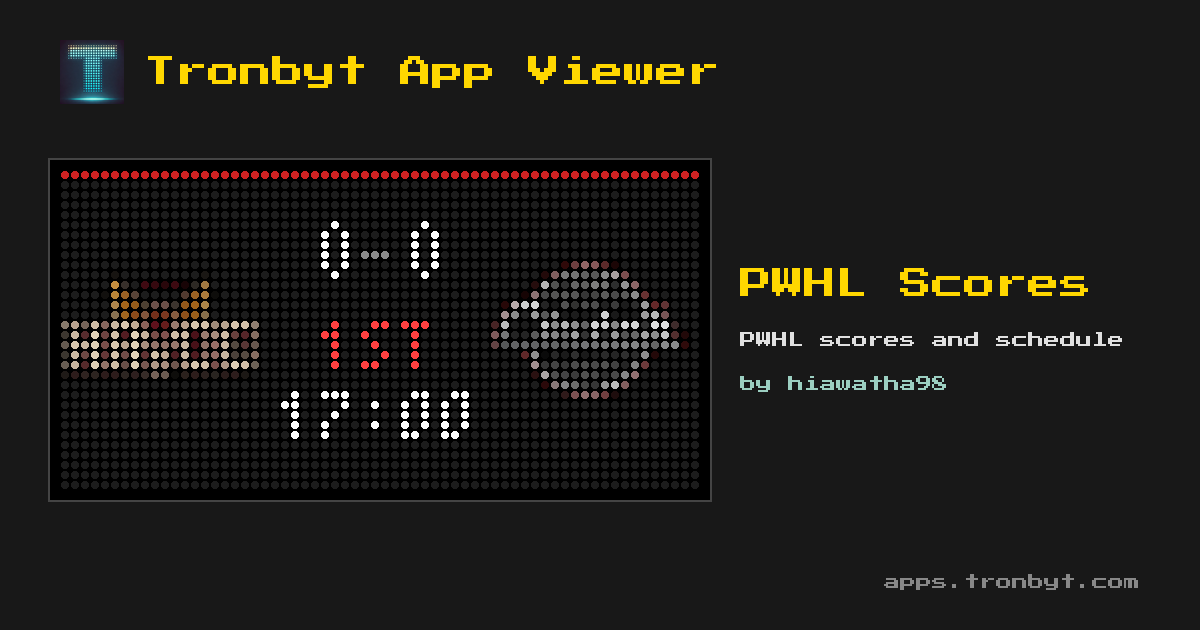 T
Tronbyt App Viewer
0-0
1ST
17:00
PWHL Scores
PWHL scores and schedule
by hiawatha98
apps.tronbyt.com